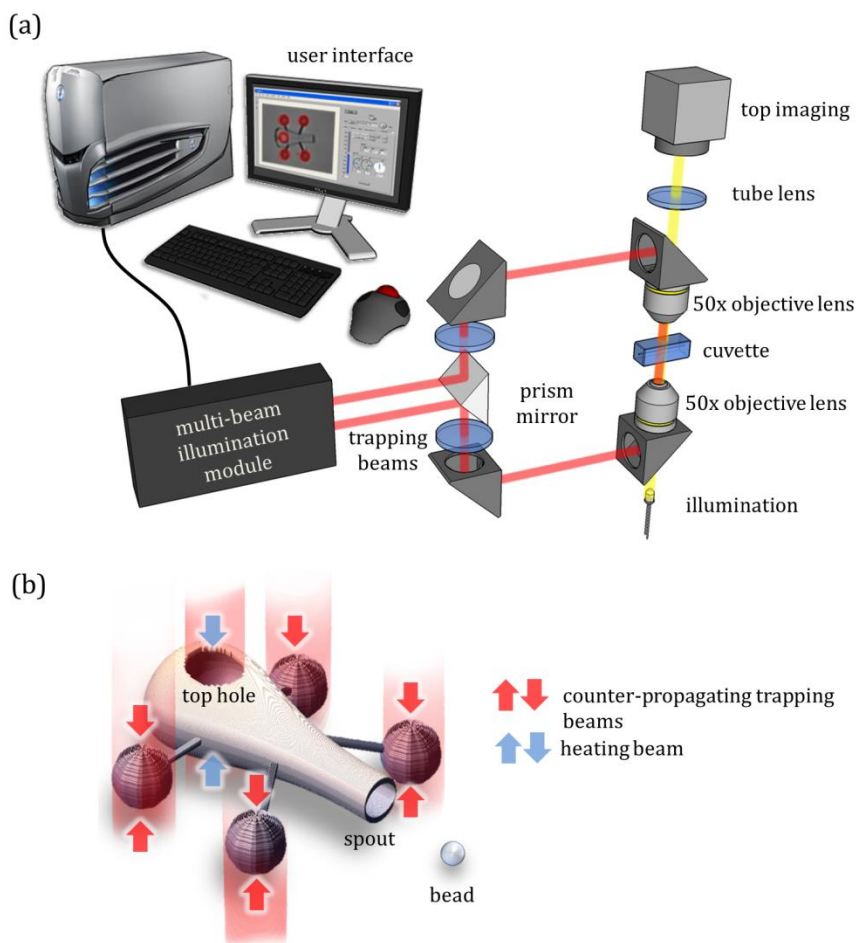 (a)
user interface
top imaging
tube lens
50x objective lens
cuvette
prism
mirror
50x objective lens
multi-beam
illumination
module
trapping
beams
illumination
(b)
top hole
counter-propagating trapping
beams
heating beam
spout
bead